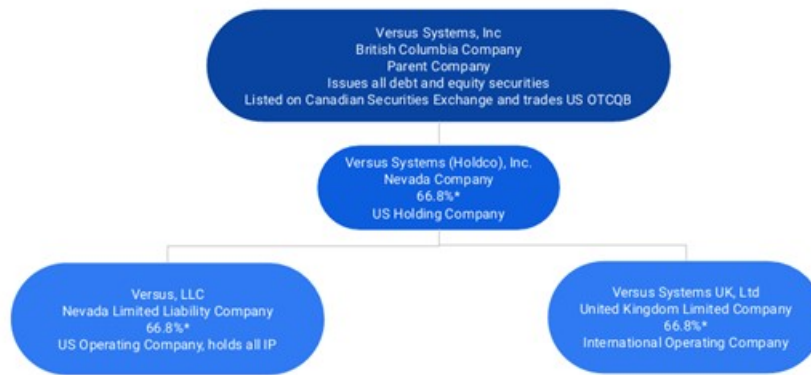 Versus Systems, Inc
British Columbia Company
Parent Company
Issues all debt and equity securities
Listed on Canadian Securities Exchange and trades US OTCQB
Versus Systems (Holdco), Inc.
Nevada Company
66.8%*
US Holding Company
Versus, LLC
Nevada Limited Liability Company
66.8%*
US Operating Company, holds all IP
Versus Systems UK, Ltd
United Kingdom Limited Company
66.8%*
International Operating Company